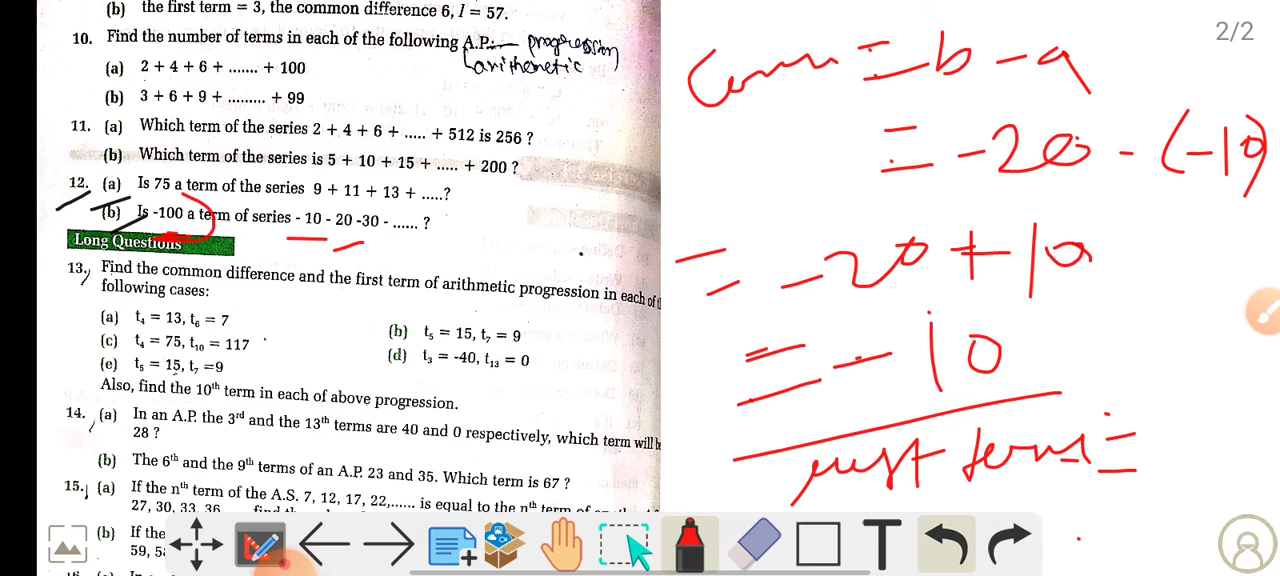 (b) the first term = 3, the common difference 6, l = 57.
10. Find the number of terms in each of the following A.P.:— progression
(arithenetic
(a) 2 + 4 + 6 + ....... + 100
(b) 3 + 6 + 9 + ......... + 99
11. (a) Which term of the series 2 + 4 + 6 + ..... + 512 is 256 ?
(b) Which term of the series is 5 + 10 + 15 + ..... + 200 ?
12. (a) Is 75 a term of the series 9 + 11 + 13 + .....?
(b) Is -100 a term of series - 10 - 20 -30 - ...... ?
Long Questions
13. Find the common difference and the first term of arithmetic progression in each of
following cases:
(a) t₄ = 13, t₆ = 7
(b) t₅ = 15, t₇ = 9
(c) t₄ = 75, t₁₀ = 117
(d) t₃ = -40, t₁₃ = 0
(e) t₅ = 15, t₇ =9
Also, find the 10th term in each of above progression.
14. (a) In an A.P. the 3rd and the 13th terms are 40 and 0 respectively, which term will
28 ?
(b) The 6th and the 9th terms of an A.P. 23 and 35. Which term is 67 ?
15. (a) If the nth term of the A.S. 7, 12, 17, 22,...... is equal to the nth term of
27, 30, 33, 36
(b) If the
59,
2/2
= b - a
= -20 - (-10)
= -20 + 10
= -10
term =
T